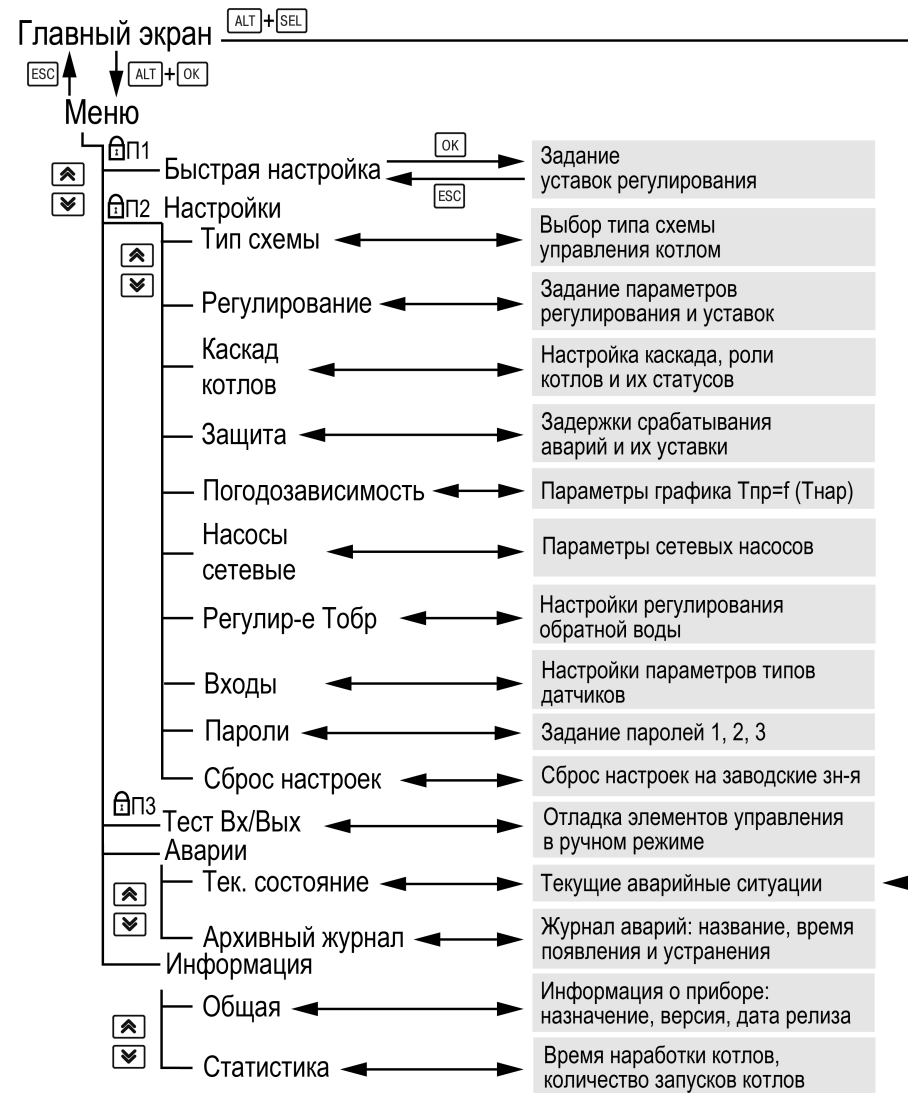 Главный экран ALT+SEL
ESC ALT+OK
Меню
П1
Быстрая настройка OK ESC
Задание
уставок регулирования
П2 Настройки
Тип схемы
Выбор типа схемы
управления котлом
Регулирование
Задание параметров
регулирования и уставок
Каскад
котлов
Настройка каскада, роли
котлов и их статусов
Защита
Задержки срабатывания
аварий и их уставки
Погодозависимость
Параметры графика Тпр=f (Тнар)
Насосы
сетевые
Параметры сетевых насосов
Регулир-е Тобр
Настройки регулирования
обратной воды
Входы
Настройки параметров типов
датчиков
Пароли
Задание паролей 1, 2, 3
Сброс настроек
Сброс настроек на заводские зн-я
П3
Тест Вх/Вых
Отладка элементов управления
в ручном режиме
Аварии
Тек. состояние
Текущие аварийные ситуации
Архивный журнал
Журнал аварий: название, время
появления и устранения
Информация
Общая
Информация о приборе:
назначение, версия, дата релиза
Статистика
Время наработки котлов,
количество запусков котлов